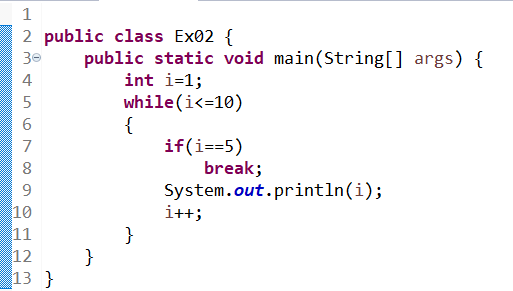 1
2 public class Ex02 {
3 public static void main(String[] args) {
4 int i=1;
5 while(i<=10)
6 {
7 if(i==5)
8 break;
9 System.out.println(i);
10 i++;
11 }
12 }
13 }